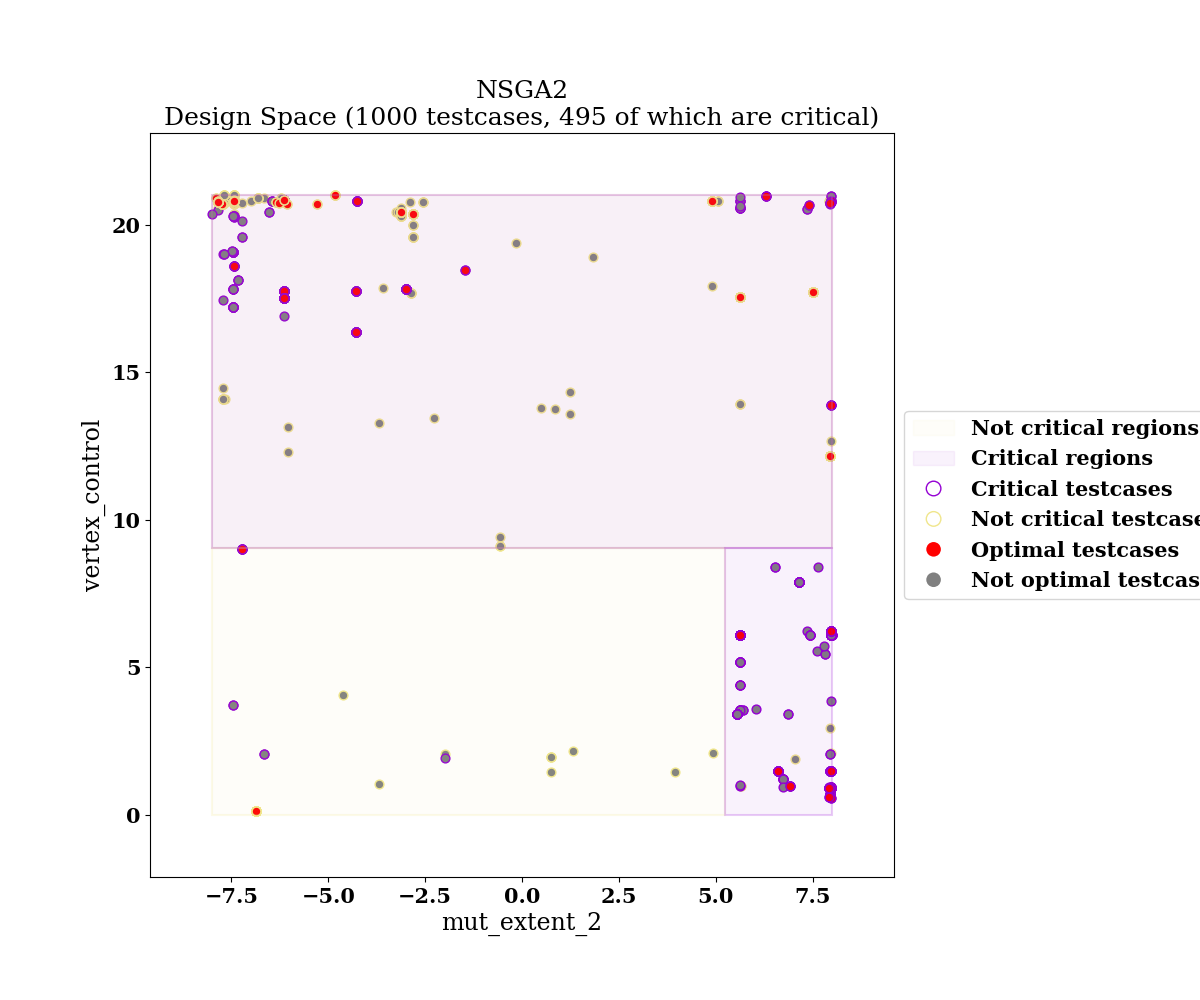 NSGA2
Design Space (1000 testcases, 495 of which are critical)
20
15
10
5
0
vertex_control
−7.5
−5.0
−2.5
0.0
2.5
5.0
7.5
mut_extent_2
Not critical regions
Critical regions
Critical testcases
Not critical testcase
Optimal testcases
Not optimal testcas